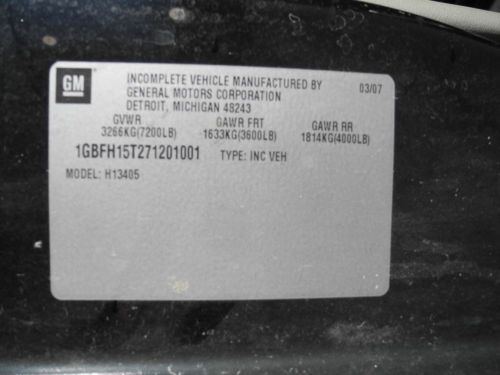 GM
INCOMPLETE VEHICLE MANUFACTURED BY
GENERAL MOTORS CORPORATION
DETROIT, MICHIGAN 48243
03/07
GVWR GAWR FRT GAWR RR
3266KG(7200LB) 1633KG(3600LB) 1814KG(4000LB)
1GBFH15T271201001 TYPE: INC VEH
MODEL: H13405